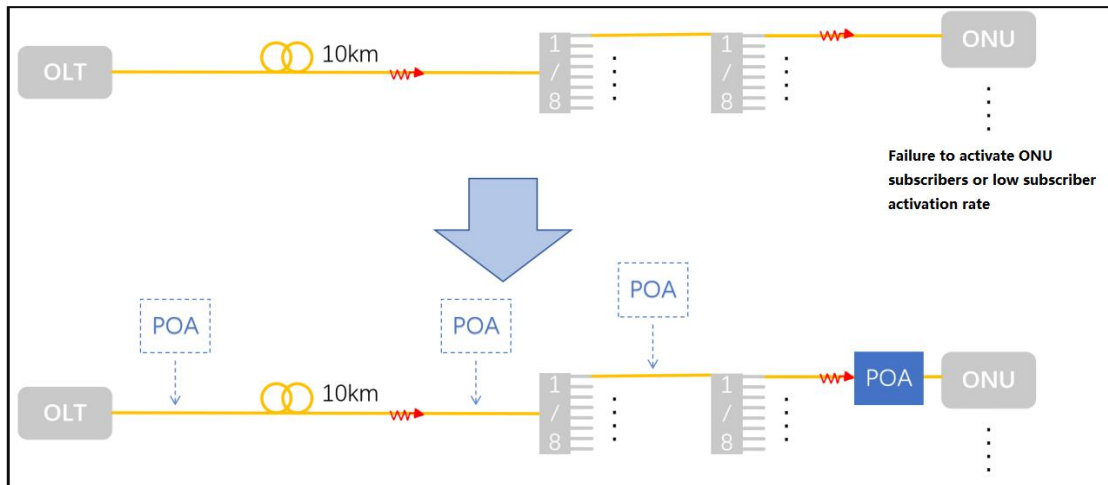 OLT
10km
1
/
8
1
/
8
ONU
Failure to activate ONU
subscribers or low subscriber
activation rate
POA
POA
POA
OLT
10km
1
/
8
1
/
8
POA
ONU